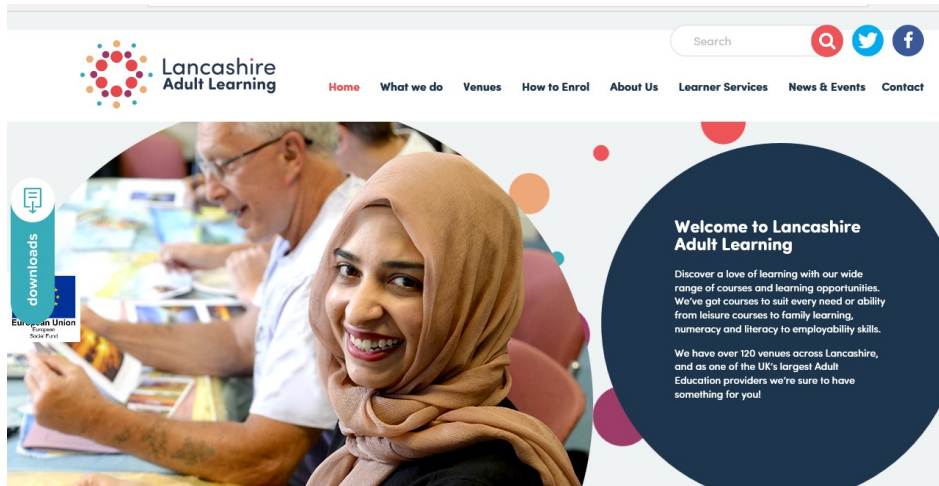 Search
Lancashire
Adult Learning
Home What we do Venues How to Enrol About Us Learner Services News & Events Contact
downloads
European Union
European
Social Fund
Welcome to Lancashire
Adult Learning
Discover a love of learning with our wide
range of courses and learning opportunities.
We've got courses to suit every need or ability
from leisure courses to family learning,
numeracy and literacy to employability skills.
We have over 120 venues across Lancashire,
and as one of the UK's largest Adult
Education providers we're sure to have
something for you!